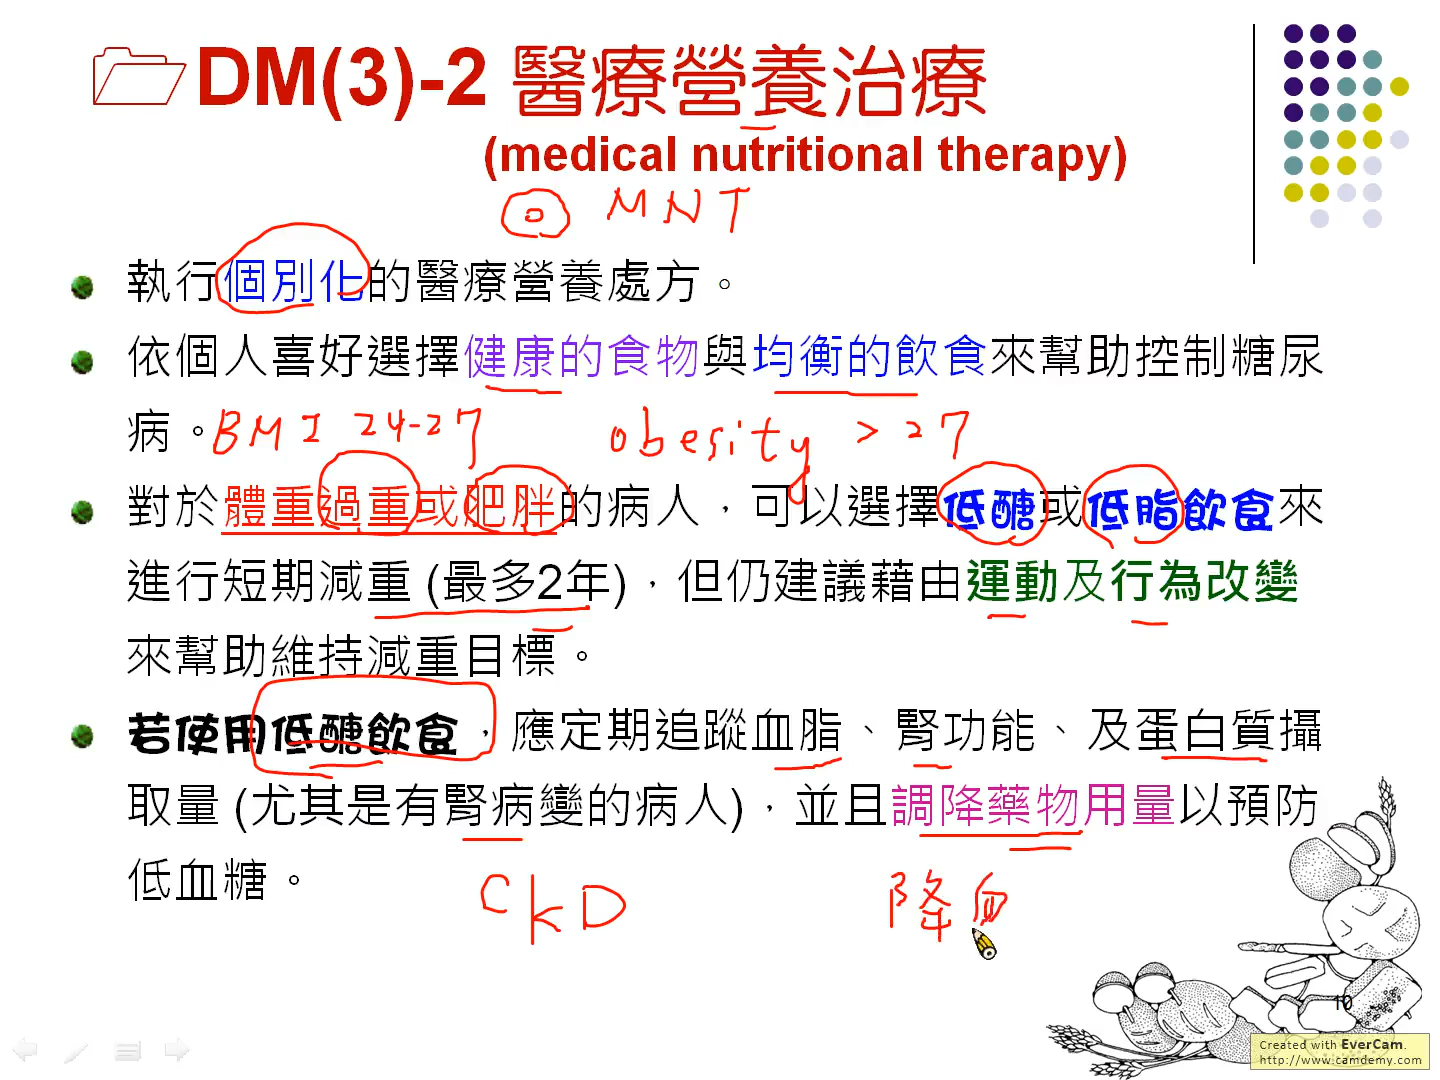 DM(3)-2 醫療營養治療
(medical nutritional therapy)
MNT
執行個別化的醫療營養處方。
依個人喜好選擇健康的食物與均衡的飲食來幫助控制糖尿
病。BMI 24-27 obesity > 27
對於體重過重或肥胖的病人，可以選擇低醣或低脂飲食來
進行短期減重 (最多2年)，但仍建議藉由運動及行為改變
來幫助維持減重目標。
若使用低醣飲食，應定期追蹤血脂、腎功能、及蛋白質攝
取量 (尤其是有腎病變的病人)，並且調降藥物用量以預防
低血糖。
CKD 降血
10
Created with EverCam.
http://www.camdemy.com